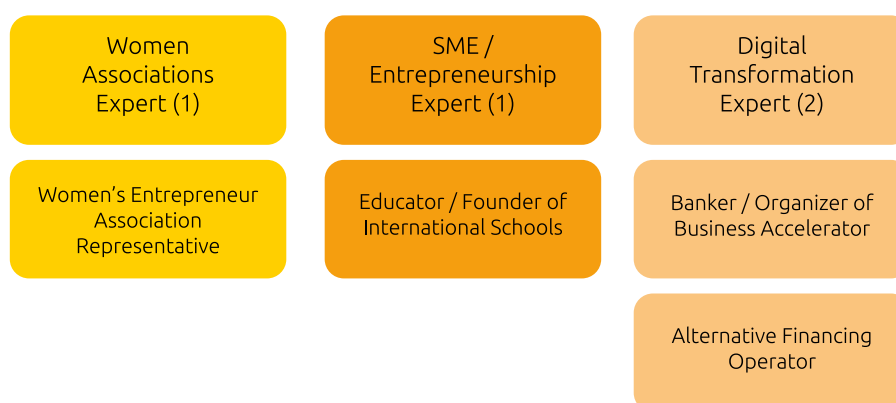 Women
Associations
Expert (1)
SME /
Entrepreneurship
Expert (1)
Digital
Transformation
Expert (2)
Women's Entrepreneur
Association
Representative
Educator / Founder of
International Schools
Banker / Organizer of
Business Accelerator
Alternative Financing
Operator